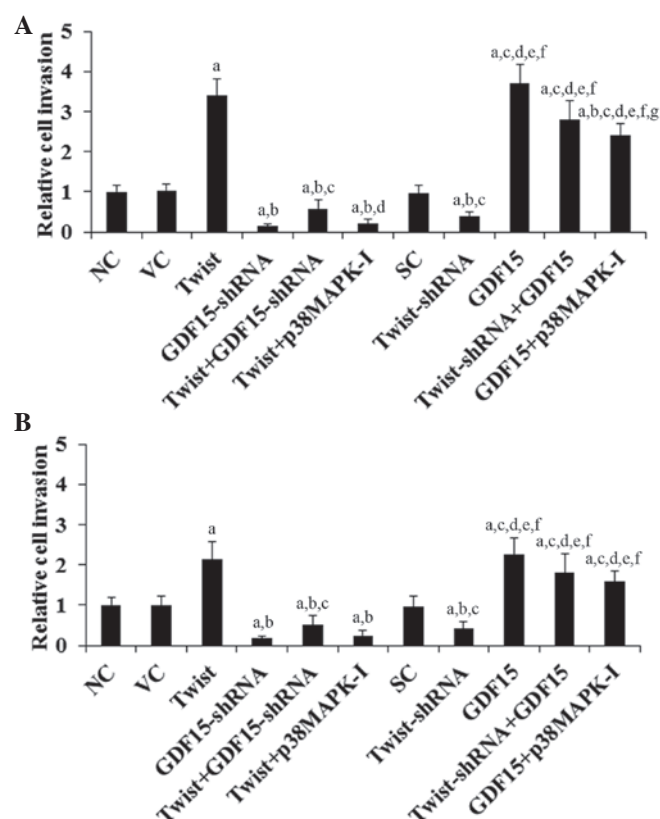 A
Relative cell invasion
5
4
3
2
1
0
a
a,b
a,b,c
a,b,d
a,b,c
a,c,d,e,f
a,c,d,e,f
a,b,c,d,e,f,g
NC
VC
Twist
GDF15-shRNA
Twist+GDF15-shRNA
Twist+p38MAPK-I
SC
Twist-shRNA
GDF15
Twist-shRNA+GDF15
GDF15+p38MAPK-I
B
Relative cell invasion
5
4
3
2
1
0
a
a,b
a,b,c
a,b
a,b,c
a,c,d,e,f
a,c,d,e,f
a,c,d,e,f
NC
VC
Twist
GDF15-shRNA
Twist+GDF15-shRNA
Twist+p38MAPK-I
SC
Twist-shRNA
GDF15
Twist-shRNA+GDF15
GDF15+p38MAPK-I